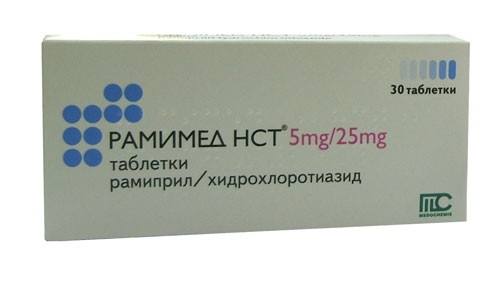 30 таблетки
РАМИМЕД НСТ® 5mg/25mg
таблетки
рамиприл/хидрохлоротиазид
MEDOCHEMIE